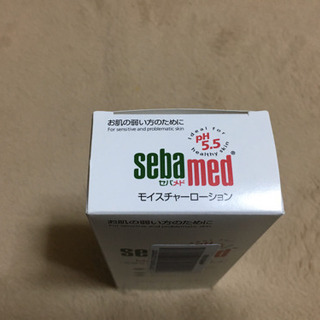 お肌の弱い方のために
For sensitive and problematic skin
Ideal for
pH
5.5
healthy skin
sebamed®
セバメド
モイスチャーローション
お肌の弱い方のために